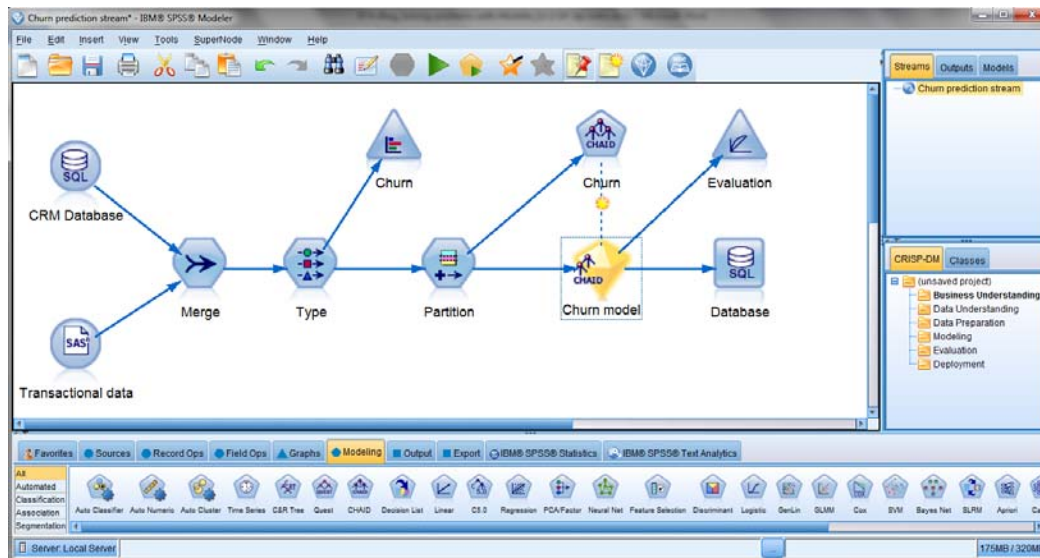 Churn prediction stream* - IBM® SPSS® Modeler
File Edit Insert View Tools SuperNode Window Help
Streams Outputs Models
Churn prediction stream
SQL
CRM Database
Churn
CHAID
Churn
Evaluation
Merge
Type
Partition
CHAID
Churn model
SQL
Database
SAS
Transactional data
CRISP-DM Classes
(unsaved project)
Business Understanding
Data Understanding
Data Preparation
Modeling
Evaluation
Deployment
Favorites Sources Record Ops Field Ops Graphs Modeling Output Export IBM® SPSS® Statistics IBM® SPSS® Text Analytics
All
Automated
Classification
Association
Segmentation
Auto Classifier Auto Numeric Auto Cluster Time Series C&R Tree Quest CHAID Decision List Linear C5.0 Regression PCA/Factor Neural Net Feature Selection Discriminant Logistic GenLin GLMM Cox SVM Bayes Net SLRM Apriori
Server: Local Server
175MB / 320M